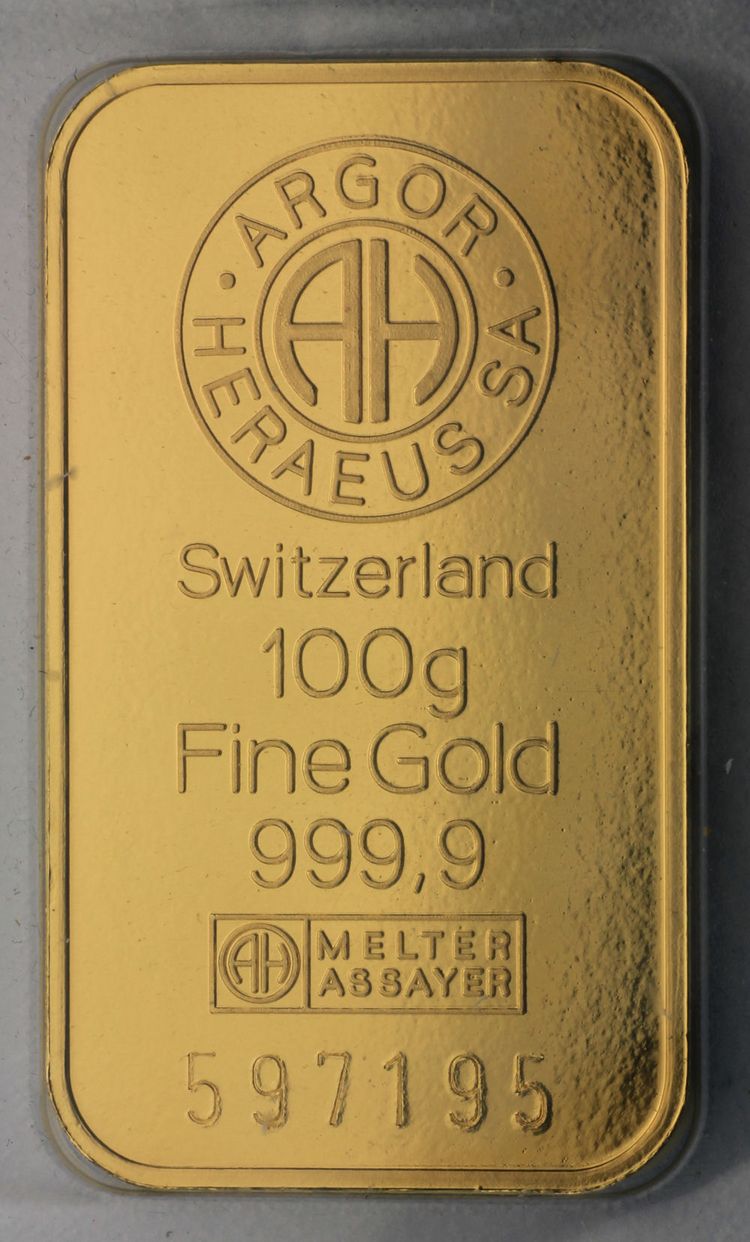 · ARGOR ·
HERAEUS SA
AH
Switzerland
100g
Fine Gold
999,9
AH MELTER
ASSAYER
597195